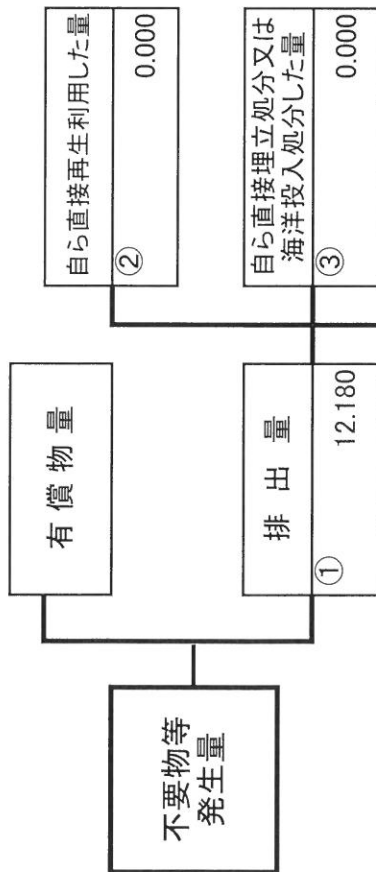 不要物等
発生量
有償物量
排出量
①
12.180
自ら直接再生利用した量
②
0.000
自ら直接埋立処分又は
海洋投入処分した量
③
0.000